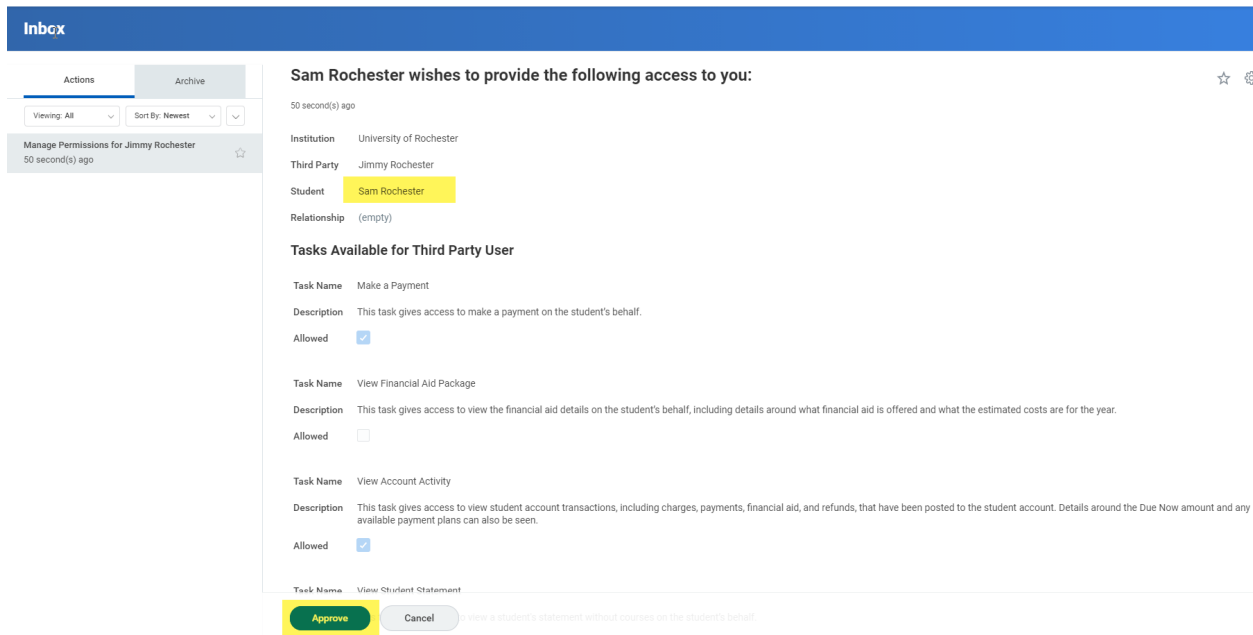 Inbox
Actions
Archive
Viewing: All
Sort By: Newest
Manage Permissions for Jimmy Rochester
50 second(s) ago
Sam Rochester wishes to provide the following access to you:
50 second(s) ago
Institution University of Rochester
Third Party Jimmy Rochester
Student Sam Rochester
Relationship (empty)
Tasks Available for Third Party User
Task Name Make a Payment
Description This task gives access to make a payment on the student's behalf.
Allowed
Task Name View Financial Aid Package
Description This task gives access to view the financial aid details on the student's behalf, including details around what financial aid is offered and what the estimated costs are for the year.
Allowed
Task Name View Account Activity
Description This task gives access to view student account transactions, including charges, payments, financial aid, and refunds, that have been posted to the student account. Details around the Due Now amount and any
available payment plans can also be seen.
Allowed
Task Name View Student Statement
Approve Cancel to view a student's statement without courses on the student's behalf.